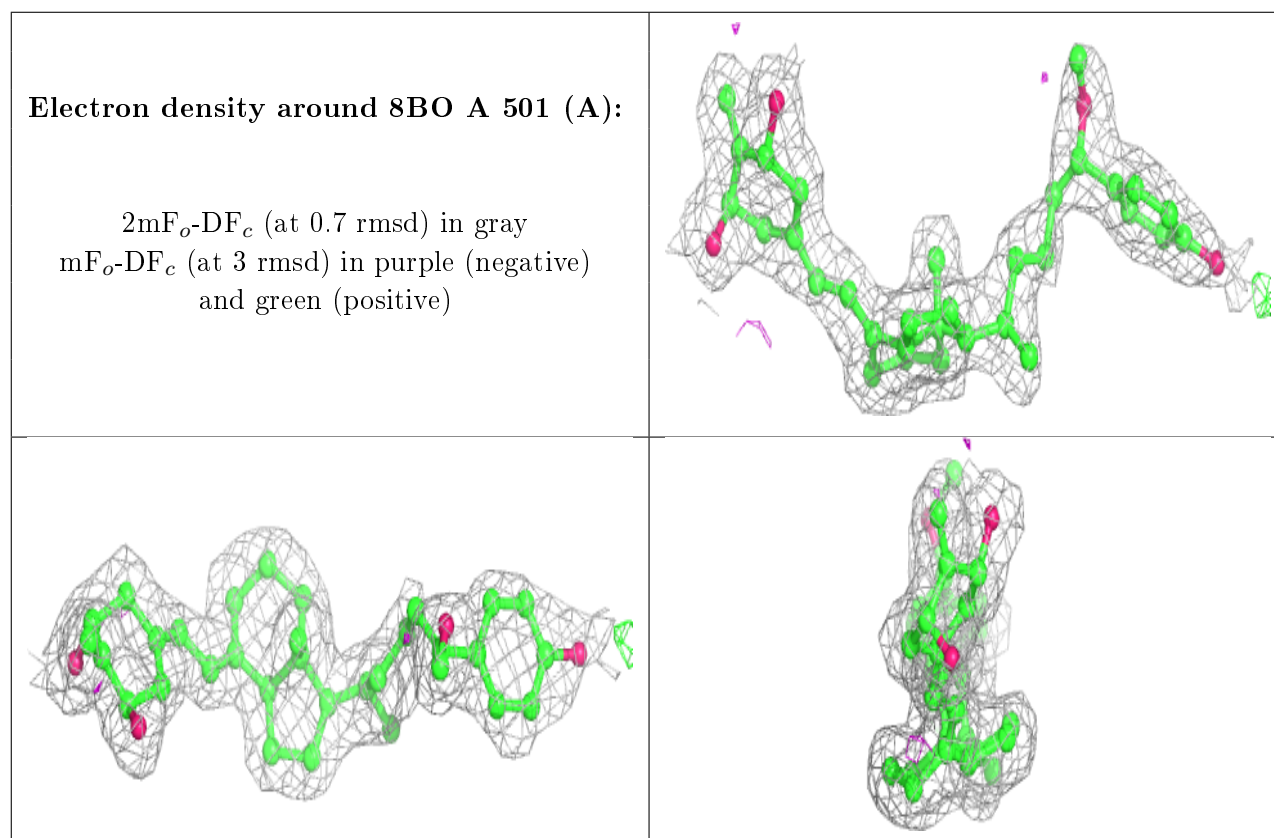 Electron density around 8BO A 501 (A):
2mFₒ-DF𝒸 (at 0.7 rmsd) in gray
mFₒ-DF𝒸 (at 3 rmsd) in purple (negative)
and green (positive)